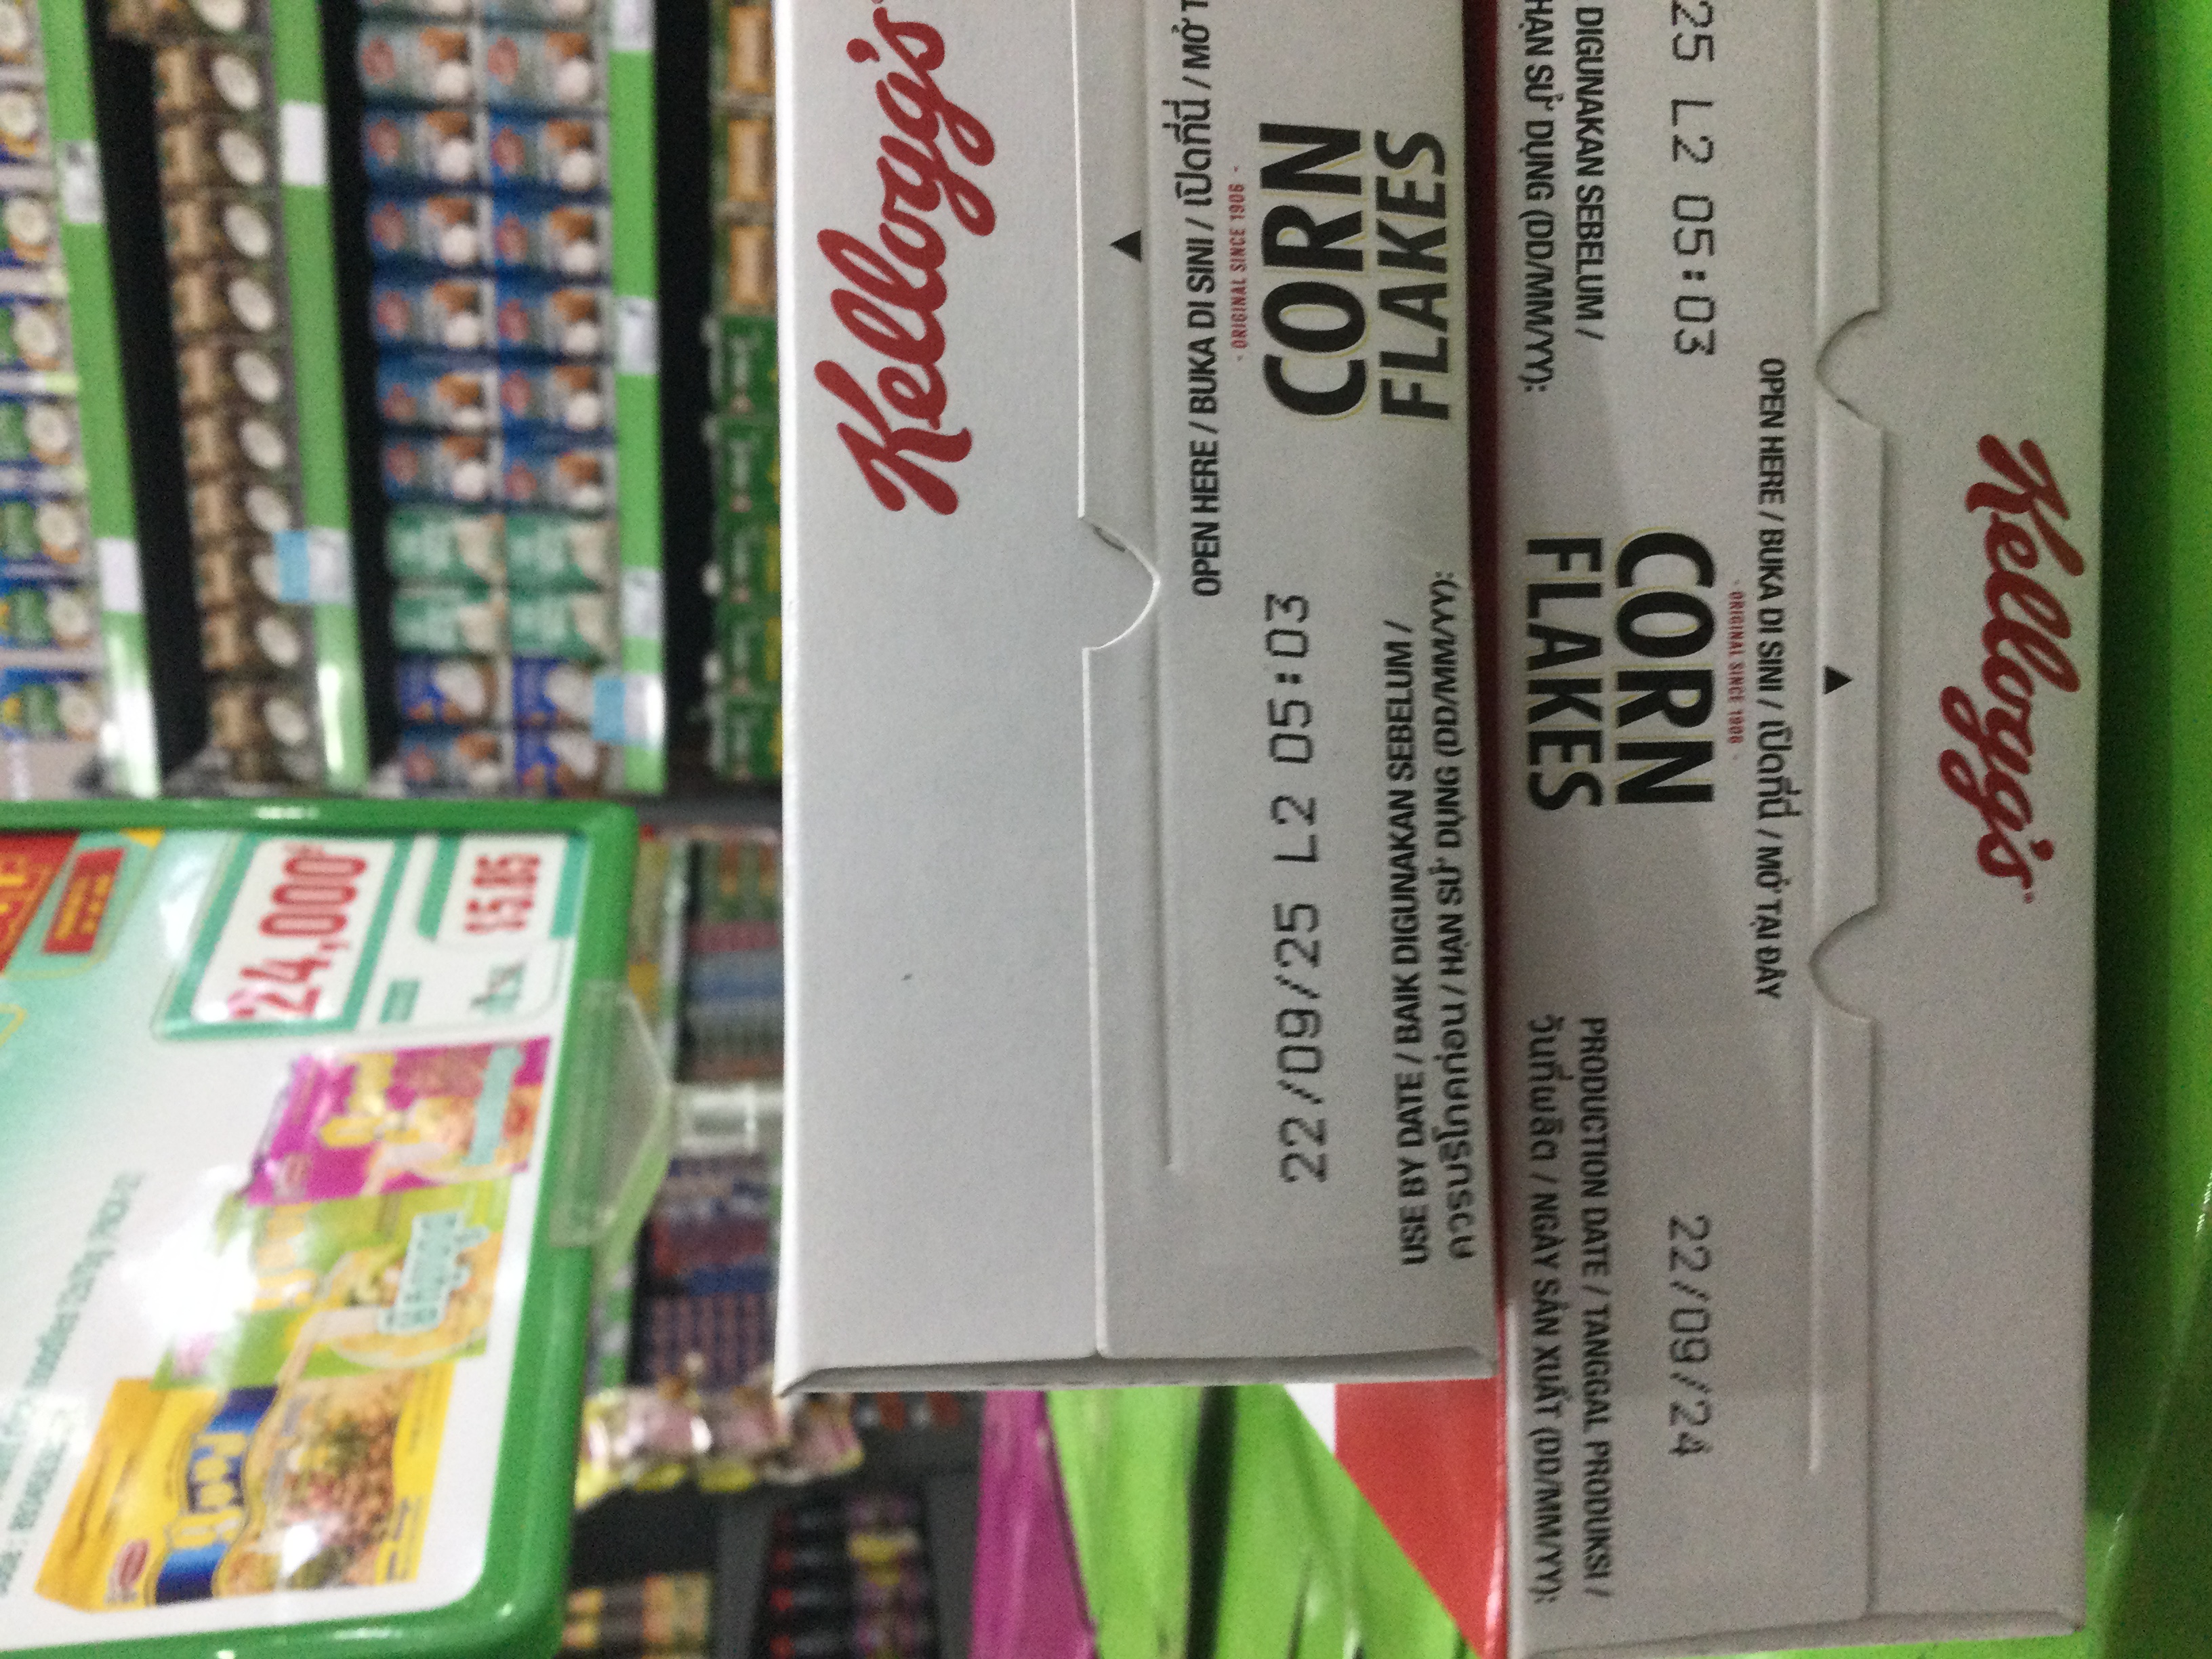 Kellogg's
OPEN HERE / BUKA DI SINI / เปิดที่นี่ / MỞ T
· ORIGINAL SINCE 1906 ·
CORN
FLAKES
22/09/25 L2 05:03
USE BY DATE / BAIK DIGUNAKAN SEBELUM /
ควรบริโภคก่อน / HẠN SỬ DỤNG (DD/MM/YY):
Kellogg's
OPEN HERE / BUKA DI SINI / เปิดที่นี่ / MỞ TẠI ĐÂY
· ORIGINAL SINCE 1906 ·
CORN
FLAKES
25 L2 05:03
DIGUNAKAN SEBELUM /
HẠN SỬ DỤNG (DD/MM/YY):
22/09/24
PRODUCTION DATE / TANGGAL PRODUKSI /
วันที่ผลิต / NGÀY SẢN XUẤT (DD/MM/YY):
24,000
$5.85